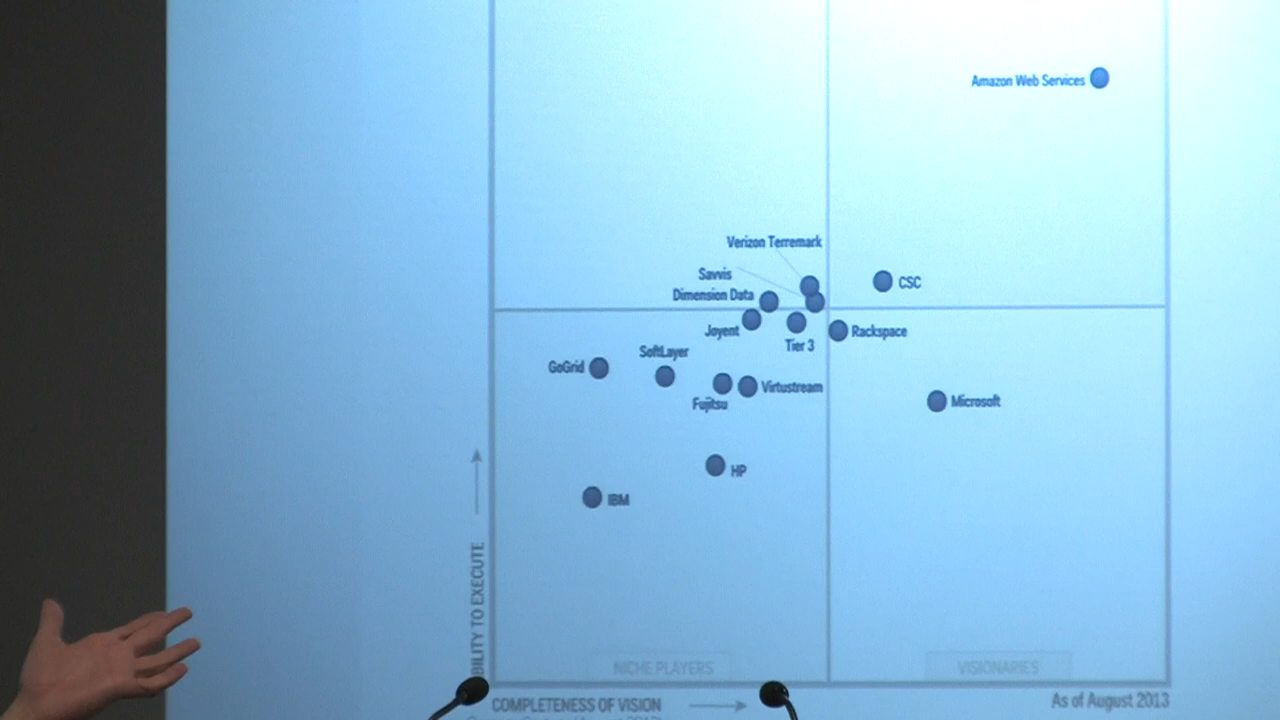 Amazon Web Services
Verizon Terremark
Savvis
CSC
Dimension Data
Joyent
Tier 3
Rackspace
SoftLayer
GoGrid
Virtustream
Fujitsu
Microsoft
HP
IBM
BILITY TO EXECUTE
NICHE PLAYERS
VISIONARIES
COMPLETENESS OF VISION
As of August 2013